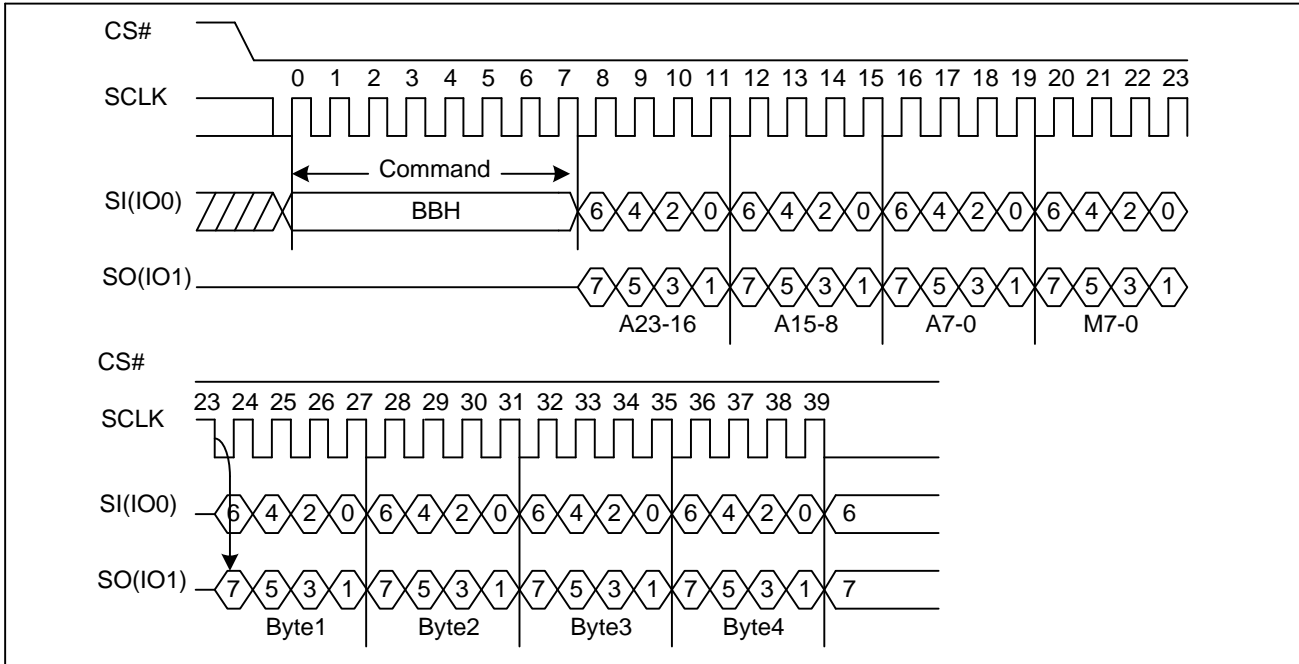 CS#
0 1 2 3 4 5 6 7 8 9 10 11 12 13 14 15 16 17 18 19 20 21 22 23
SCLK
Command
SI(IO0) BBH 6 4 2 0 6 4 2 0 6 4 2 0 6 4 2 0
SO(IO1) 7 5 3 1 7 5 3 1 7 5 3 1 7 5 3 1
A23-16 A15-8 A7-0 M7-0
CS#
23 24 25 26 27 28 29 30 31 32 33 34 35 36 37 38 39
SCLK
SI(IO0) 6 4 2 0 6 4 2 0 6 4 2 0 6 4 2 0 6
SO(IO1) 7 5 3 1 7 5 3 1 7 5 3 1 7 5 3 1 7
Byte1 Byte2 Byte3 Byte4